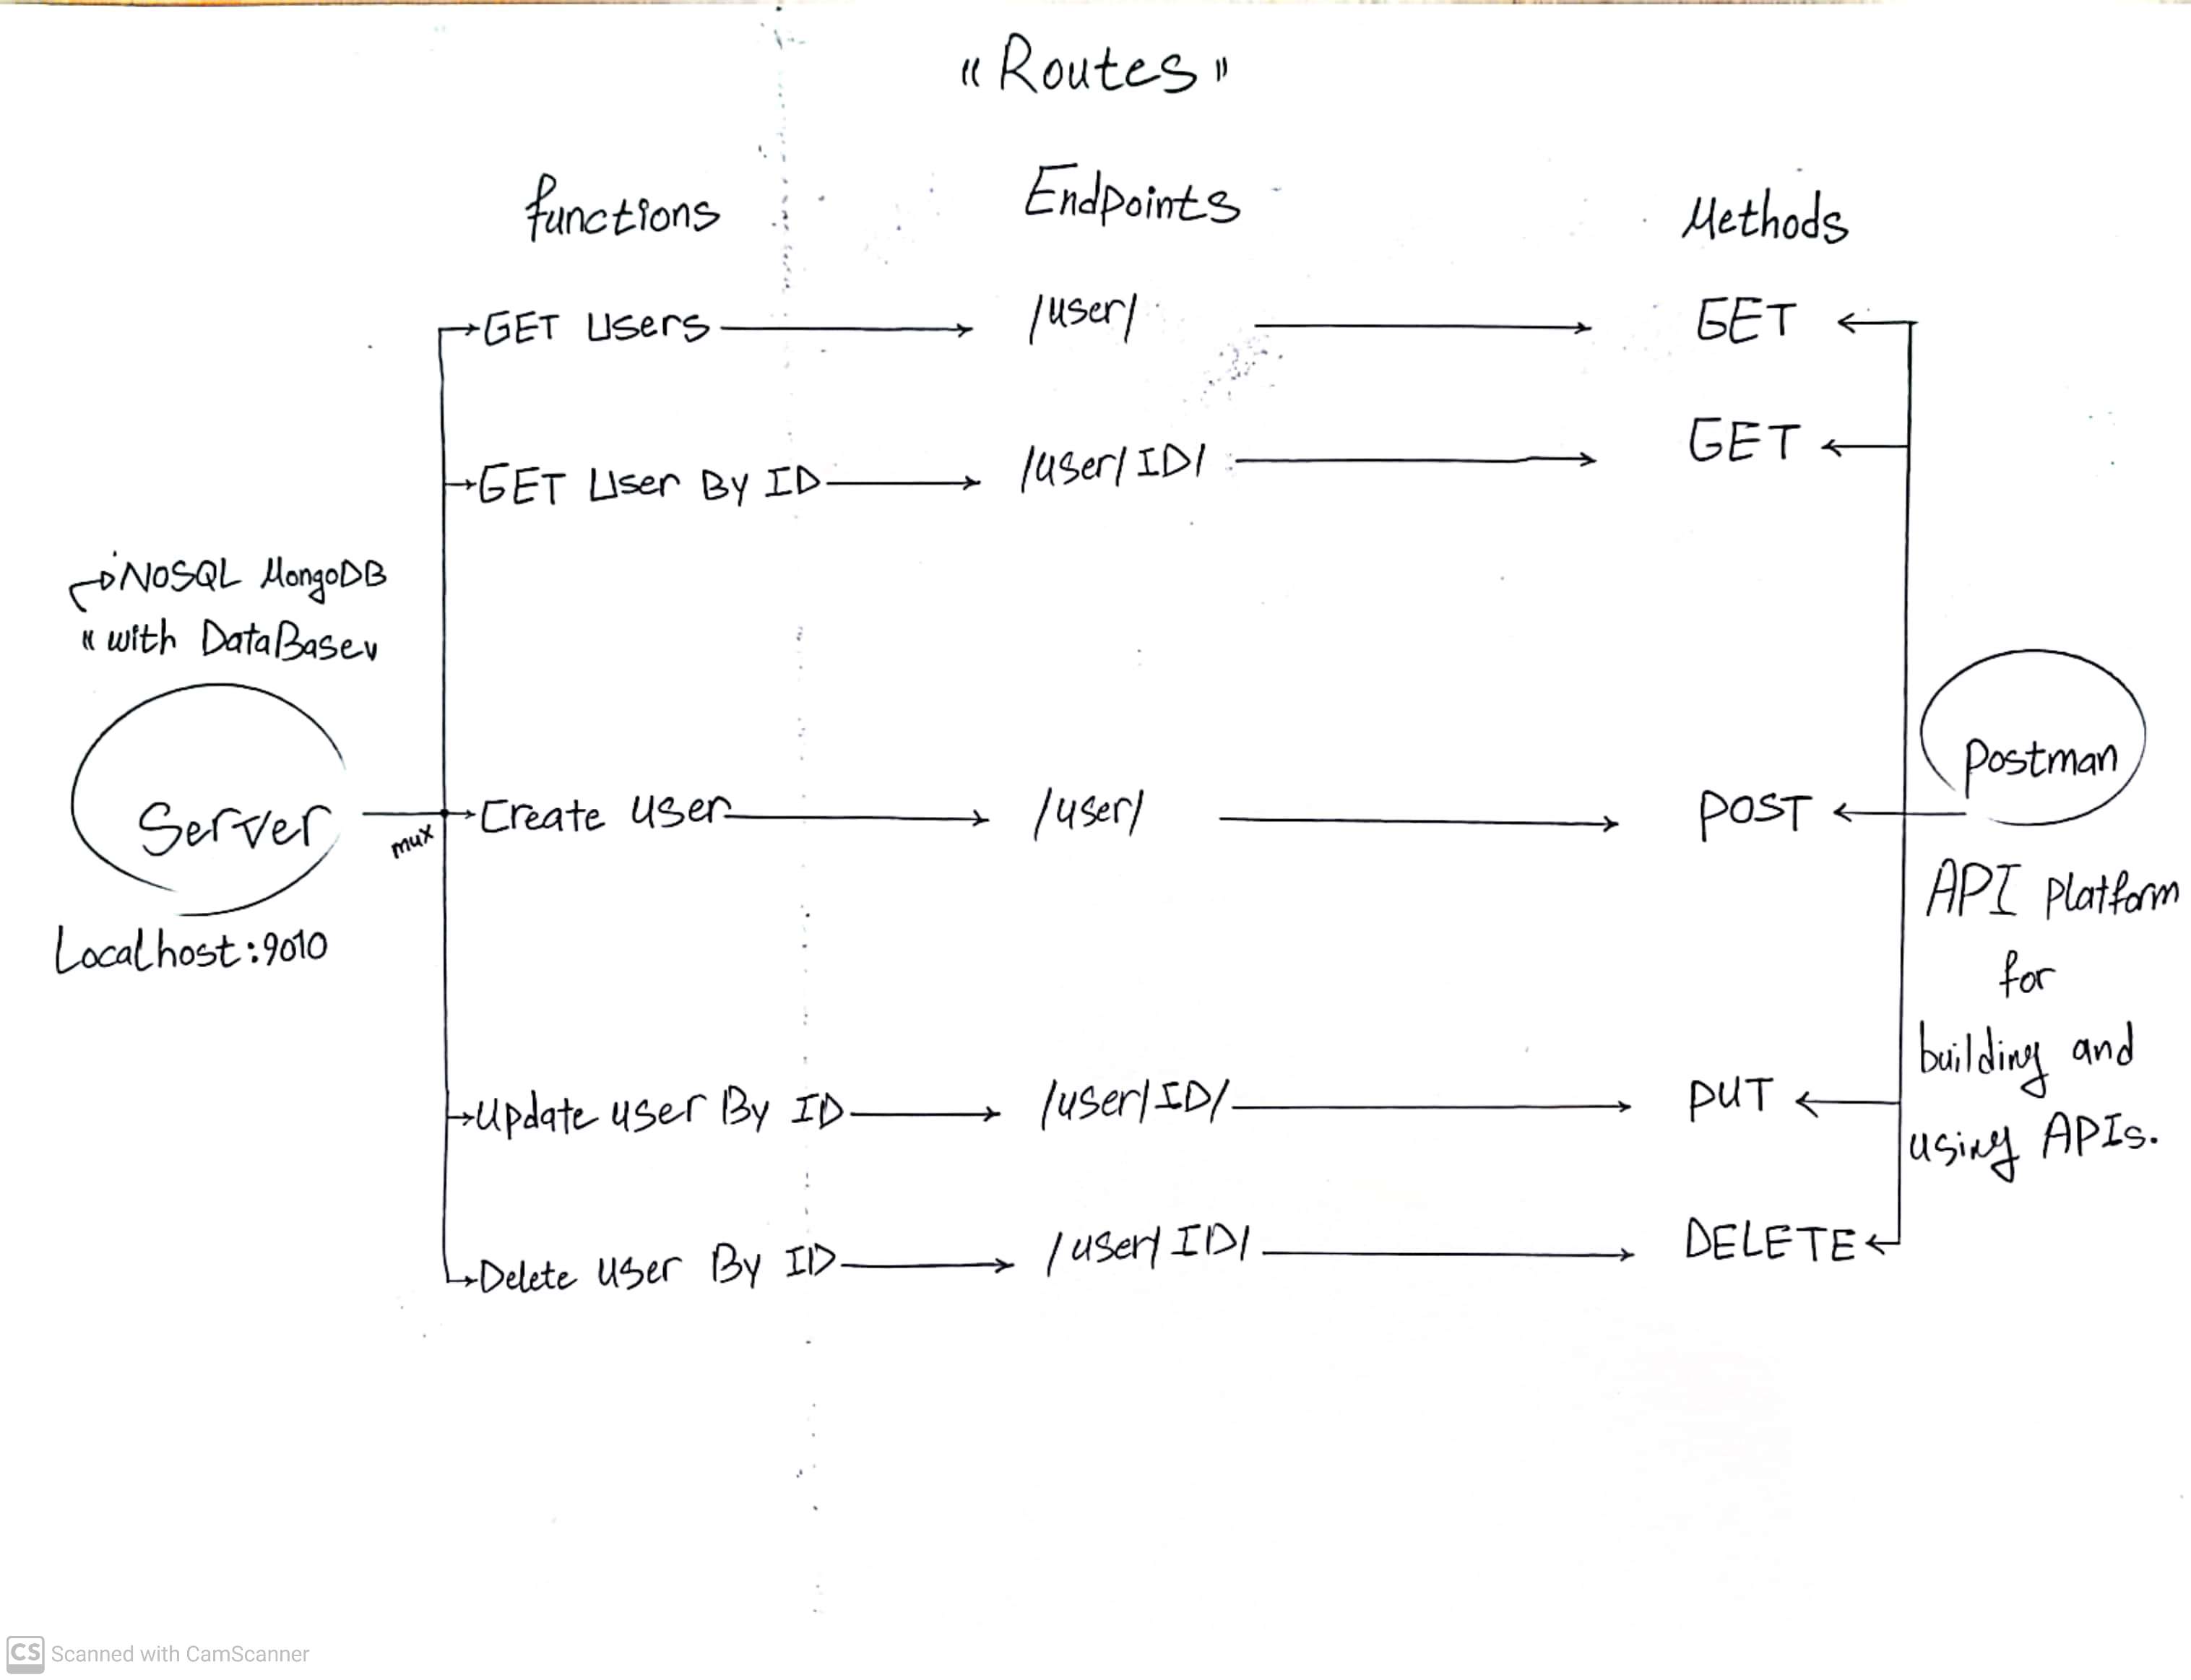 "Routes"
functions Endpoints Methods
GET Users /user/ GET
GET User By ID /user/ID/ GET
NOSQL MongoDB
"with DataBase"
Server
mux
Create user /user/ POST
Postman
Localhost:9010
API Platform
for
building and
using APIs.
Update user By ID /user/ID/ PUT
Delete user By ID /user/ID/ DELETE
CS Scanned with CamScanner